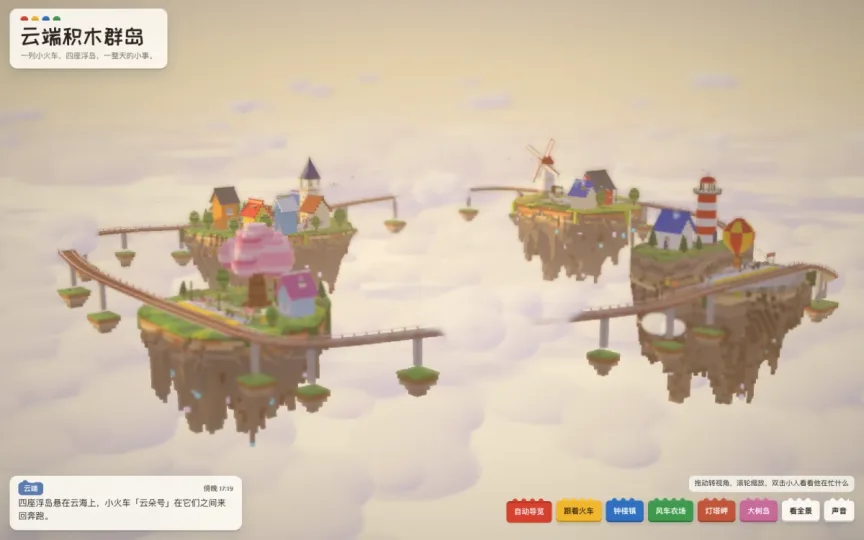 云端积木群岛
一列小火车，四座浮岛，一整天的小事。
云端
傍晚 17:19
四座浮岛悬在云海上，小火车「云朵号」在它们之间来
回奔跑。
拖动转视角，滚轮缩放，双击小人看看他在忙什么
自动导览
跟着火车
钟楼镇
风车农场
灯塔岬
大树岛
看全景
声音